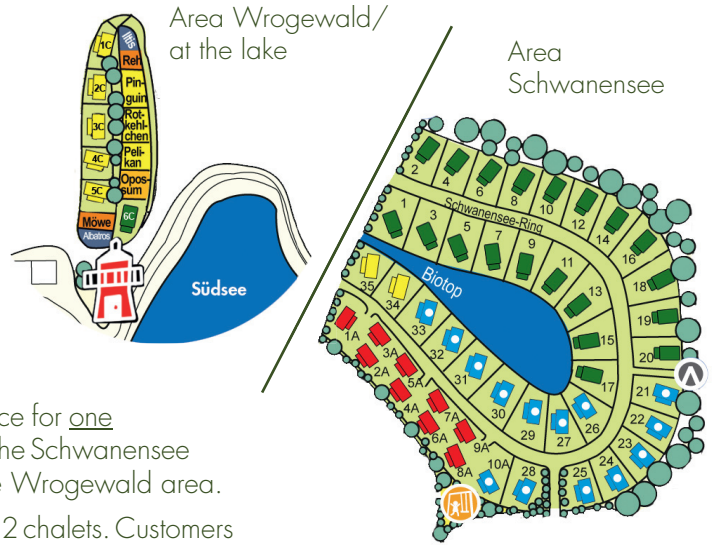 Area Wrogewald/
at the lake
Area
Schwanensee
1C
2C
3C
4C
5C
6C
Iltis
Reh
Pin-
guin
Rot-
kehl-
chen
Peli-
kan
Opos-
sum
Möwe
Albatros
Südsee
2
4
6
8
10
12
14
16
18
20
Schwanensee-Ring
1
3
5
7
9
11
13
15
17
Biotop
35
34
33
32
31
30
29
27
26
21
22
23
24
25
28
1A
3A
2A
5A
4A
7A
6A
9A
8A
10A
ce for one
he Schwanensee
e Wrogewald area.
2 chalets. Customers